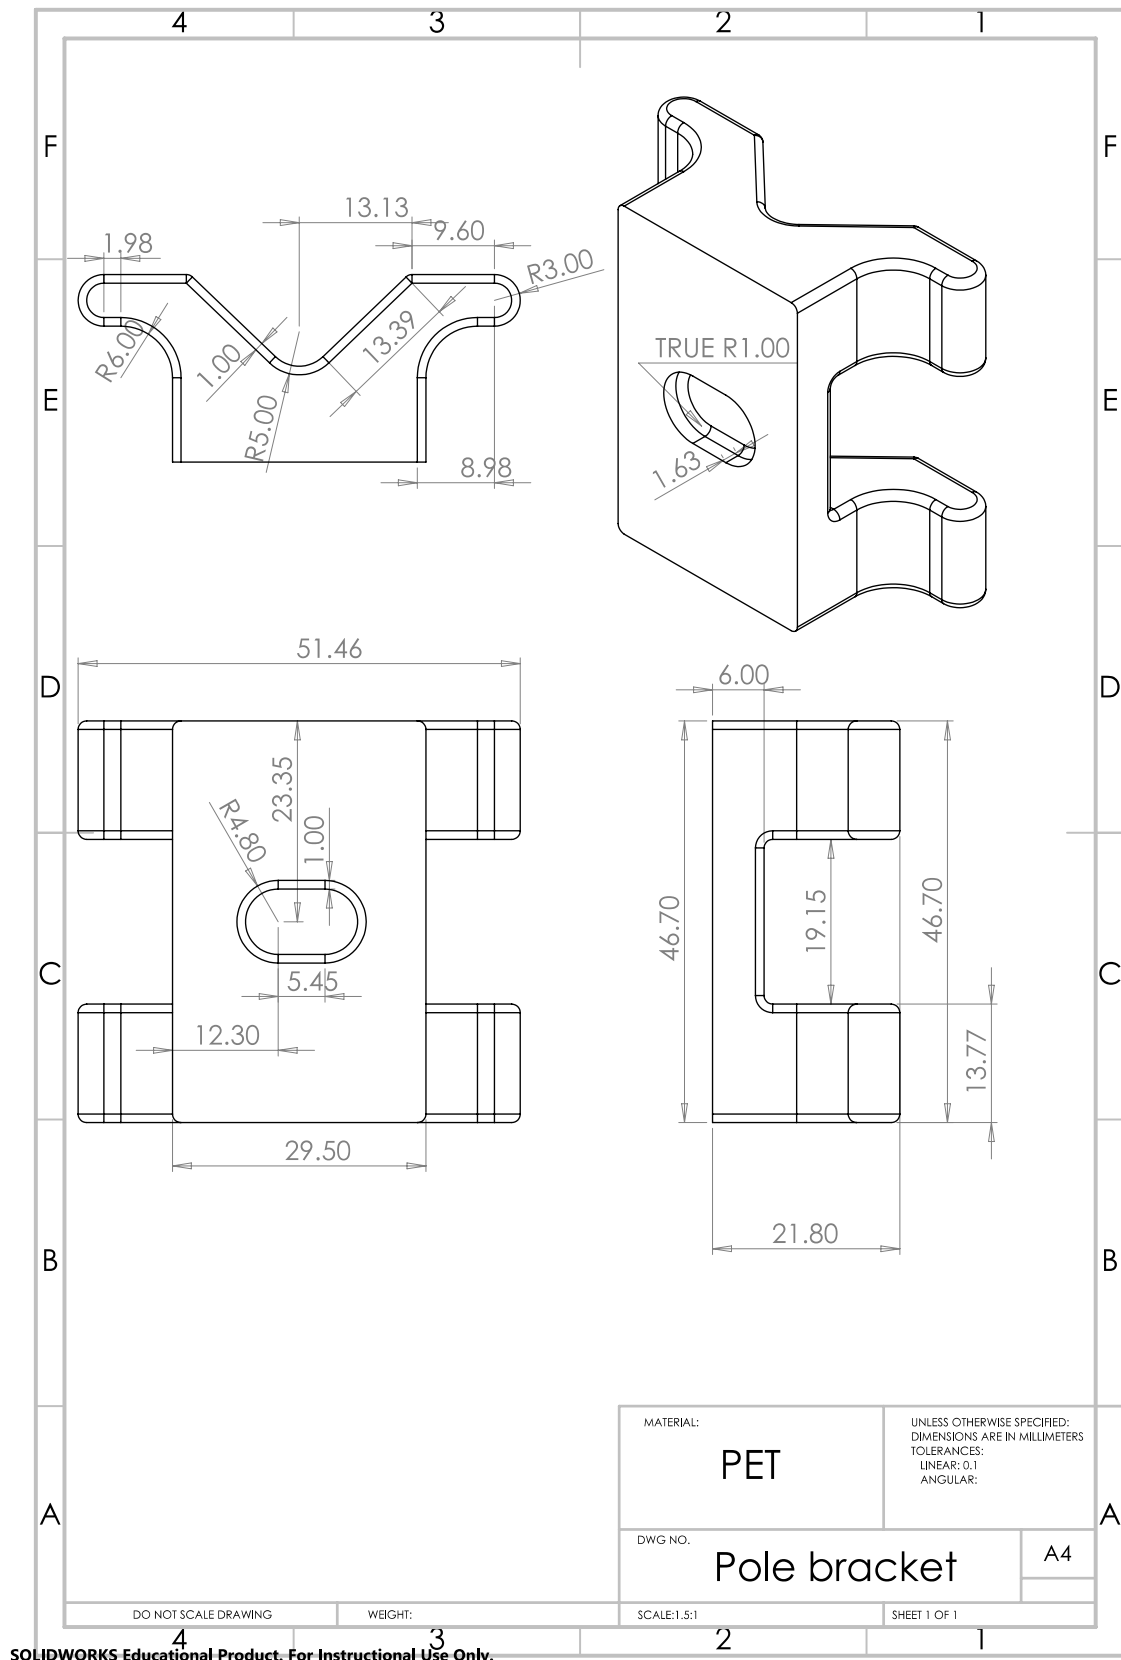 4 3 2 1
F F
13.13
1.98 9.60
R3.00
R6.00 1.00 13.39
TRUE R1.00
E E
R5.00
8.98
1.63
51.46
6.00
D D
23.35
R4.80 1.00
46.70 19.15 46.70
C C
5.45
12.30
13.77
29.50
21.80
B B
MATERIAL:
PET
UNLESS OTHERWISE SPECIFIED:
DIMENSIONS ARE IN MILLIMETERS
TOLERANCES:
LINEAR: 0.1
ANGULAR:
A A
DWG NO.
Pole bracket
A4
DO NOT SCALE DRAWING WEIGHT: SCALE:1.5:1 SHEET 1 OF 1
4 3 2 1
SOLIDWORKS Educational Product. For Instructional Use Only.